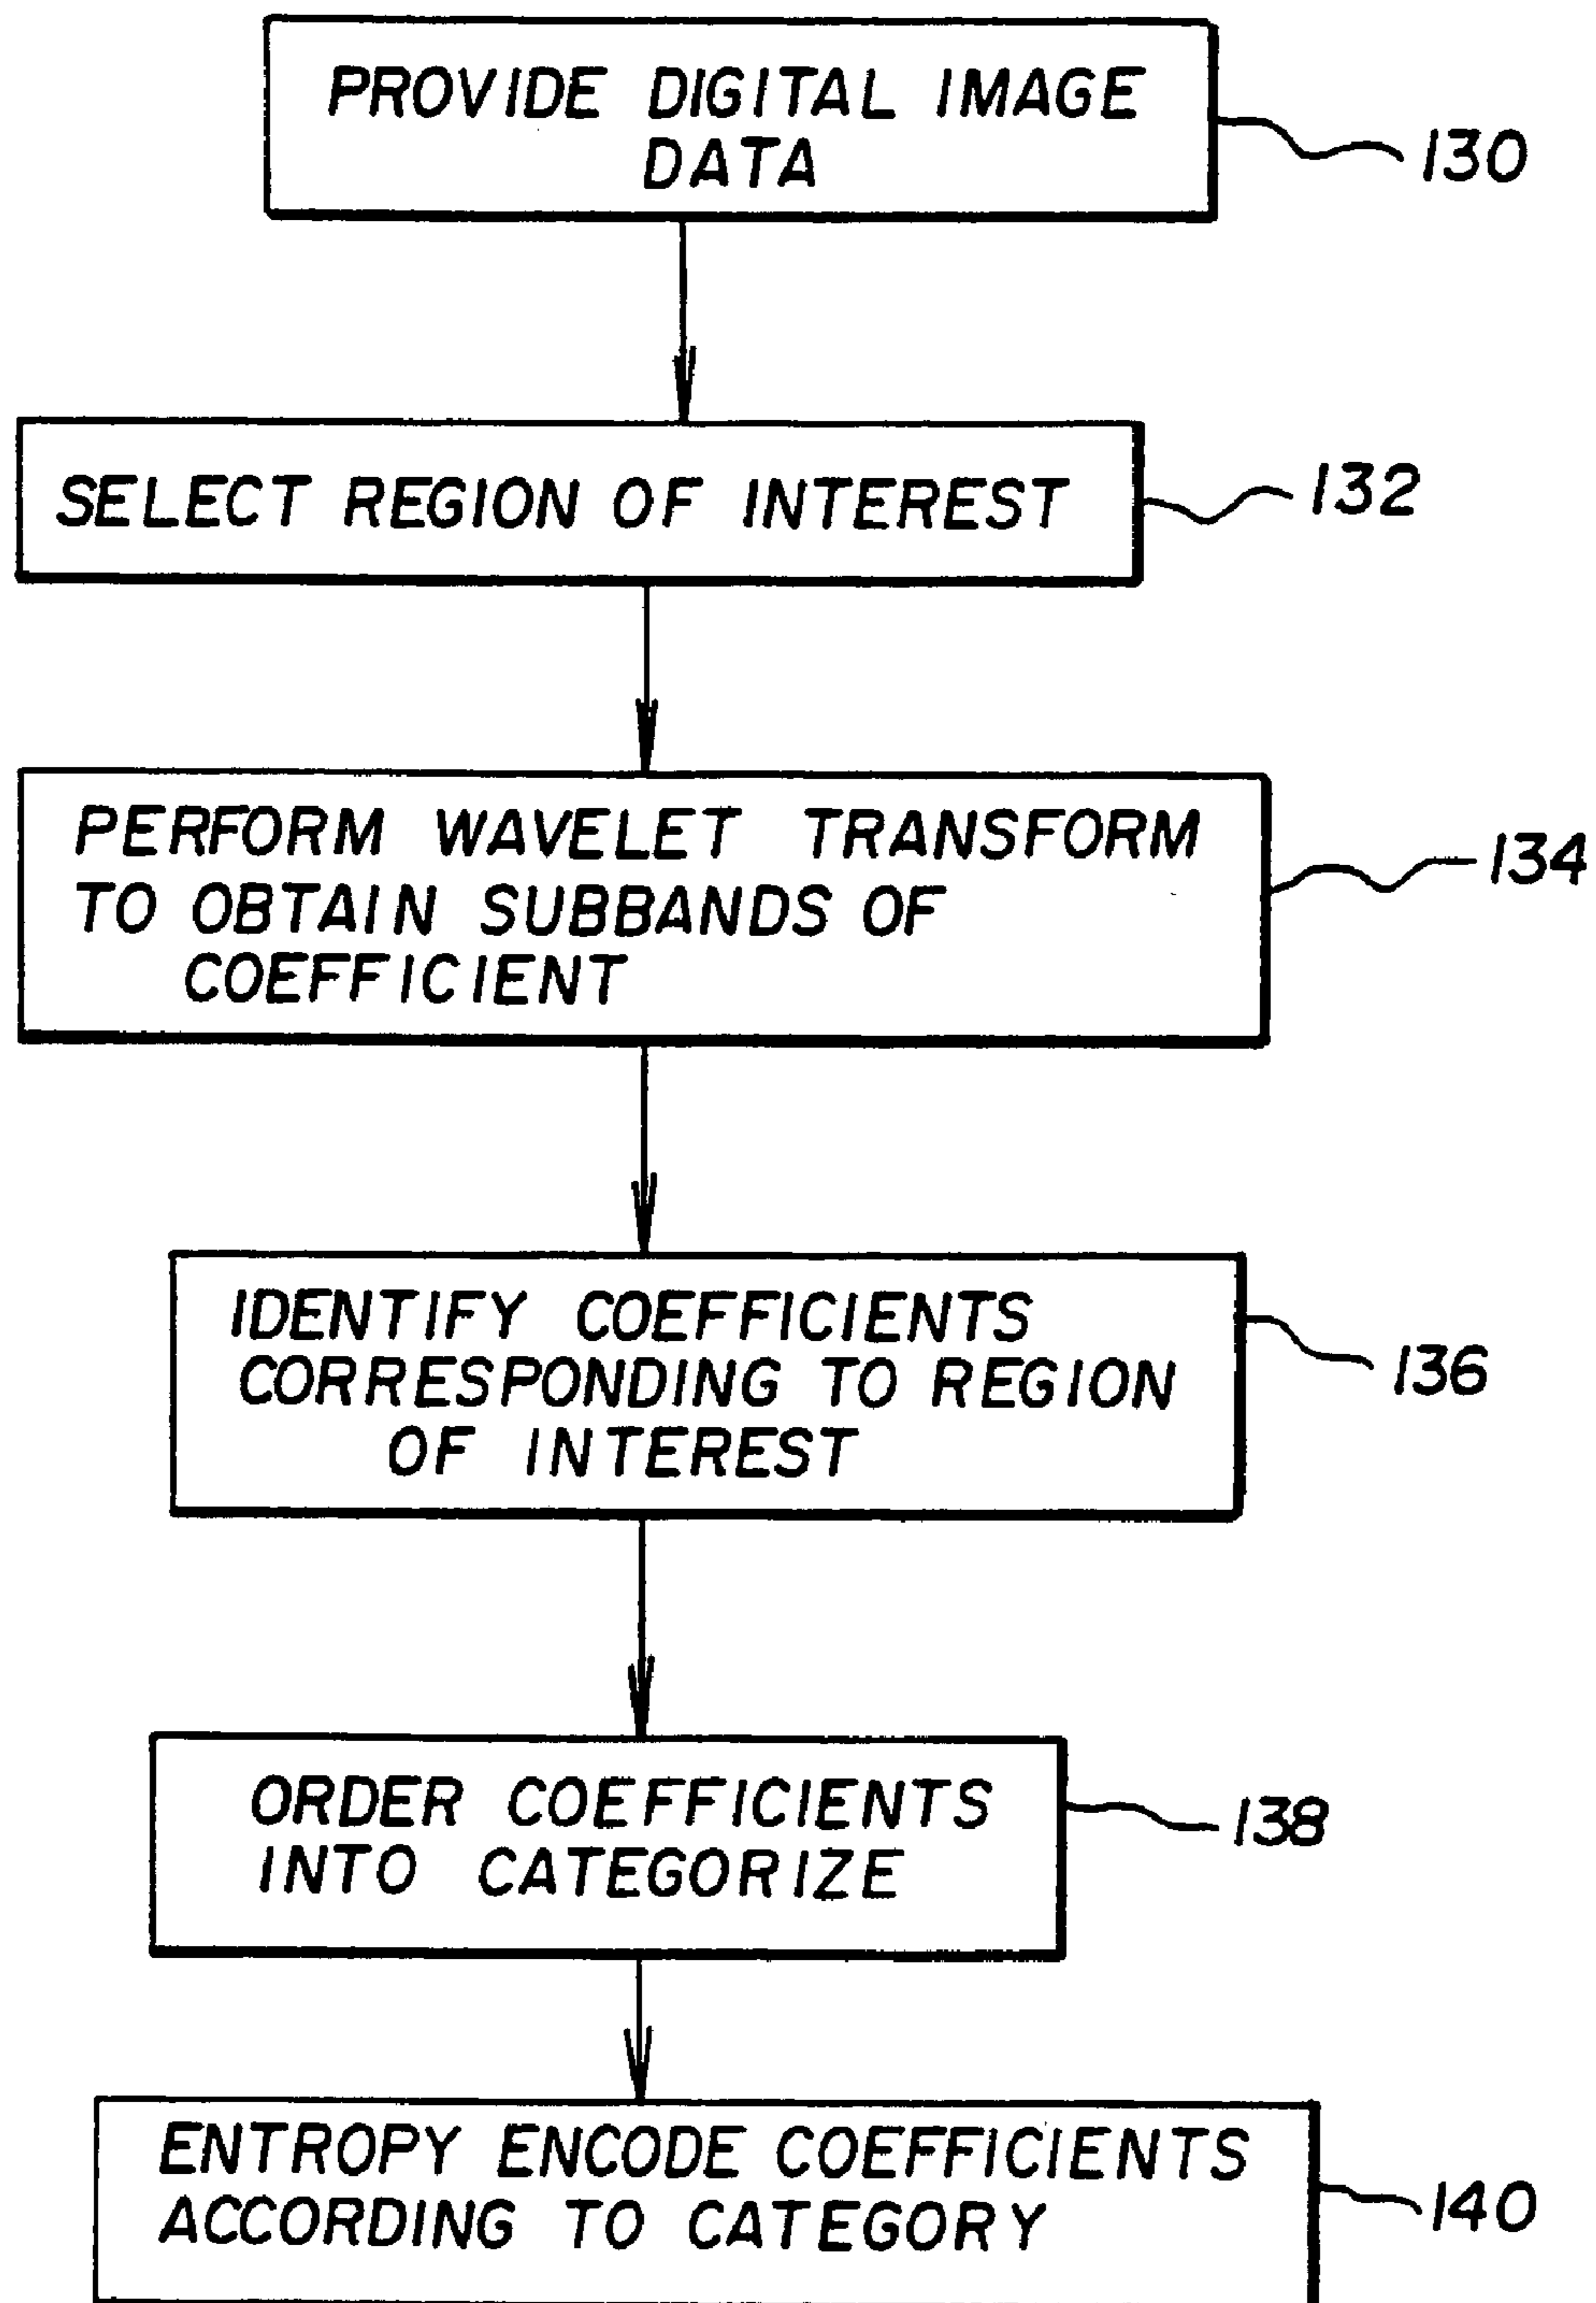 PROVIDE DIGITAL IMAGE
DATA
130
SELECT REGION OF INTEREST
132
PERFORM WAVELET TRANSFORM
TO OBTAIN SUBBANDS OF
COEFFICIENT
134
IDENTIFY COEFFICIENTS
CORRESPONDING TO REGION
OF INTEREST
136
ORDER COEFFICIENTS
INTO CATEGORIZE
138
ENTROPY ENCODE COEFFICIENTS
ACCORDING TO CATEGORY
140